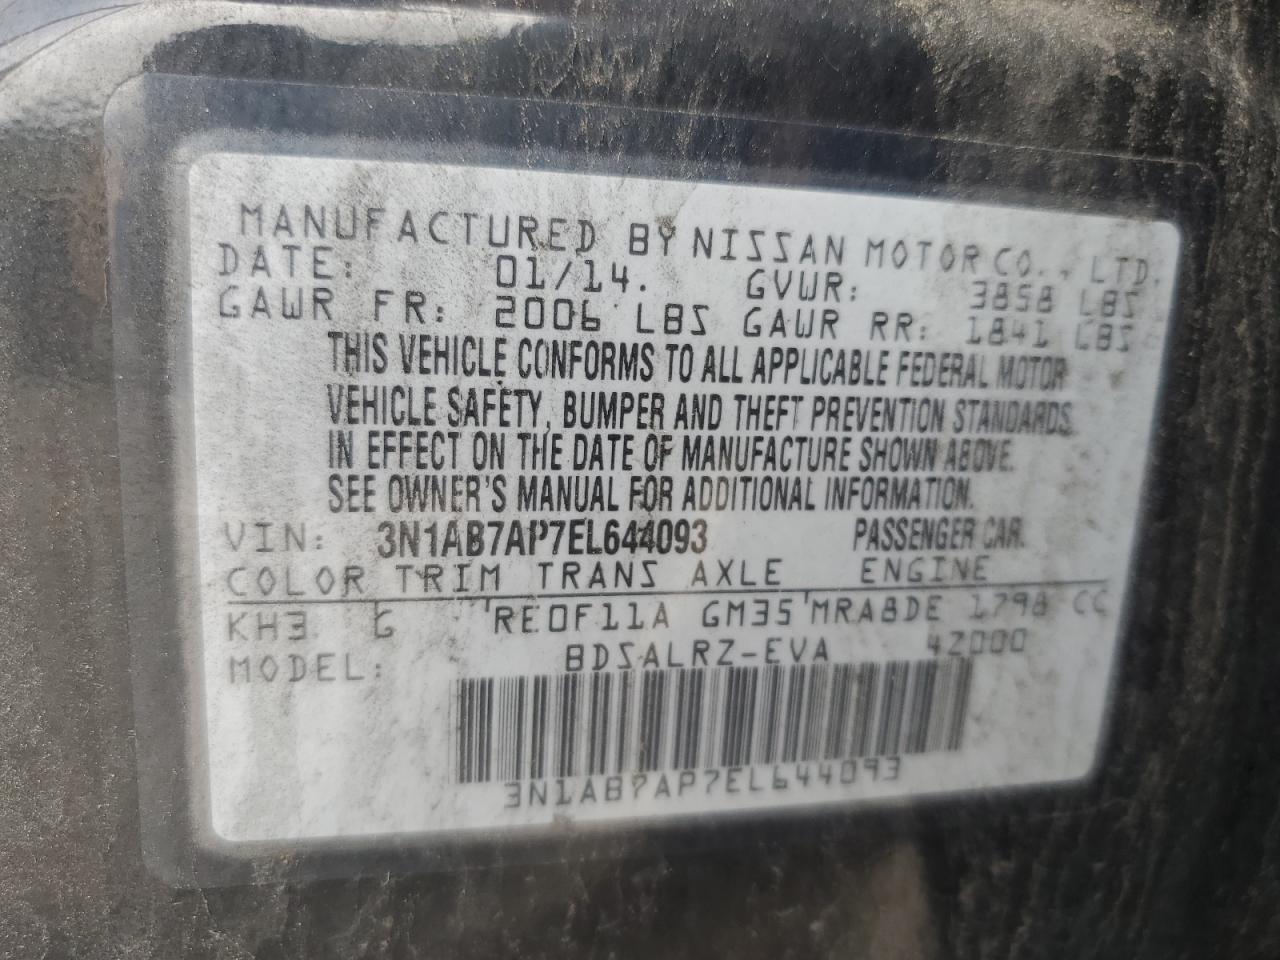 MANUFACTURED BY NISSAN MOTOR CO., LTD.
DATE: 01/14. GVWR: 3858 LBS
GAWR FR: 2006 LBS GAWR RR: 1841 LBS
THIS VEHICLE CONFORMS TO ALL APPLICABLE FEDERAL MOTOR
VEHICLE SAFETY, BUMPER AND THEFT PREVENTION STANDARDS
IN EFFECT ON THE DATE OF MANUFACTURE SHOWN ABOVE.
SEE OWNER'S MANUAL FOR ADDITIONAL INFORMATION.
VIN: 3N1AB7AP7EL644093 PASSENGER CAR.
COLOR TRIM TRANS AXLE ENGINE
KH3 G RE0F11A GM35 MRA8DE 1798 CC
MODEL: BDSALRZ-EVA 42000
3N1AB7AP7EL644093